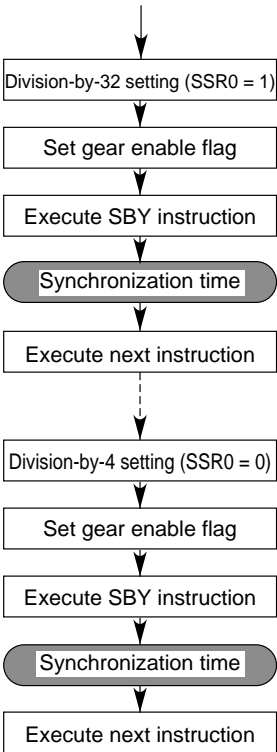 Division-by-32 setting (SSR0 = 1)
Set gear enable flag
Execute SBY instruction
Synchronization time
Execute next instruction
Division-by-4 setting (SSR0 = 0)
Set gear enable flag
Execute SBY instruction
Synchronization time
Execute next instruction